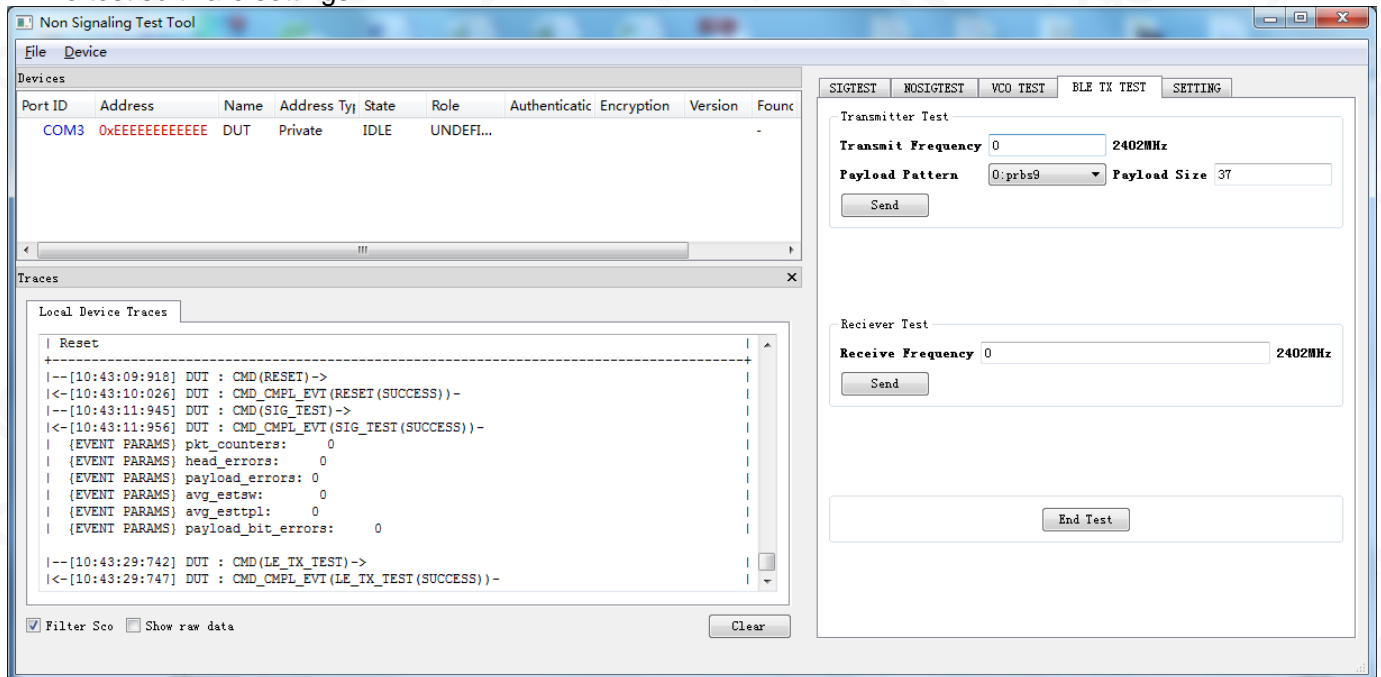 Non Signaling Test Tool
File Device
Devices
Port ID Address Name Address Typ State Role Authenticatic Encryption Version Func
COM3 0xEEEEEEEEEEEE DUT Private IDLE UNDEFI... -
Traces
Local Device Traces
| Reset |
+------------------------------------------------------------------------------------------+
|--[10:43:09:918] DUT : CMD(RESET)-> |
|<-[10:43:10:026] DUT : CMD_CMPL_EVT(RESET(SUCCESS))- |
|--[10:43:11:945] DUT : CMD(SIG_TEST)-> |
|<-[10:43:11:956] DUT : CMD_CMPL_EVT(SIG_TEST(SUCCESS))- |
| {EVENT PARAMS} pkt_counters: 0 |
| {EVENT PARAMS} head_errors: 0 |
| {EVENT PARAMS} payload_errors: 0 |
| {EVENT PARAMS} avg_estsw: 0 |
| {EVENT PARAMS} avg_esttpl: 0 |
| {EVENT PARAMS} payload_bit_errors: 0 |
|--[10:43:29:742] DUT : CMD(LE_TX_TEST)-> |
|<-[10:43:29:747] DUT : CMD_CMPL_EVT(LE_TX_TEST(SUCCESS))- |
Filter Sco Show raw data Clear
SIGTEST NOSIGTEST VCO TEST BLE TX TEST SETTING
Transmitter Test
Transmit Frequency 0 2402MHz
Payload Pattern 0:prbs9 Payload Size 37
Send
Reciever Test
Receive Frequency 0 2402MHz
Send
End Test